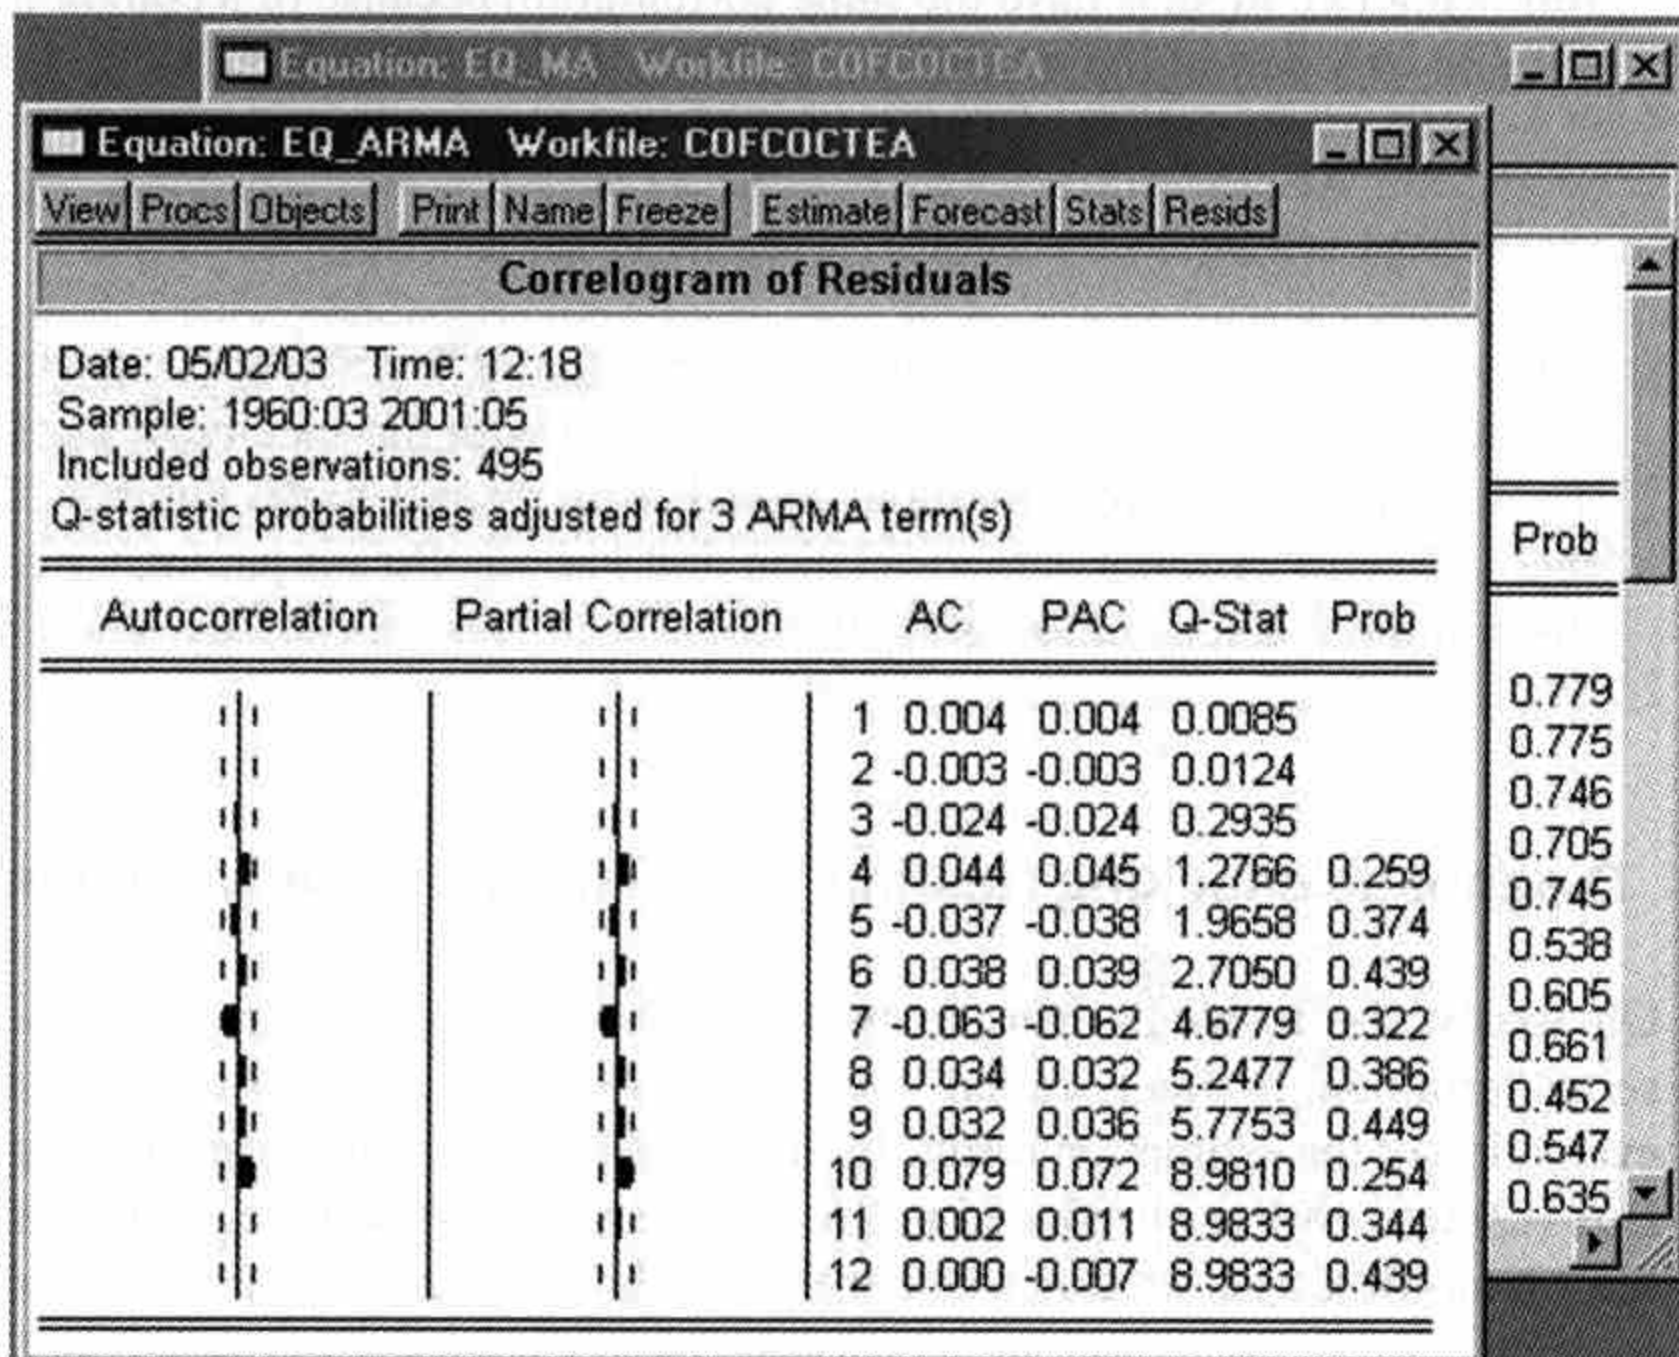 Equation: EQ_MA Workfile: COFCOCTEA
Equation: EQ_ARMA Workfile: COFCOCTEA
View Procs Objects Print Name Freeze Estimate Forecast Stats Resids
Correlogram of Residuals
Date: 05/02/03 Time: 12:18
Sample: 1960:03 2001:05
Included observations: 495
Q-statistic probabilities adjusted for 3 ARMA term(s)
Autocorrelation Partial Correlation AC PAC Q-Stat Prob
1 0.004 0.004 0.0085
2 -0.003 -0.003 0.0124
3 -0.024 -0.024 0.2935
4 0.044 0.045 1.2766 0.259
5 -0.037 -0.038 1.9658 0.374
6 0.038 0.039 2.7050 0.439
7 -0.063 -0.062 4.6779 0.322
8 0.034 0.032 5.2477 0.386
9 0.032 0.036 5.7753 0.449
10 0.079 0.072 8.9810 0.254
11 0.002 0.011 8.9833 0.344
12 0.000 -0.007 8.9833 0.439
Prob
0.779
0.775
0.746
0.705
0.745
0.538
0.605
0.661
0.452
0.547
0.635